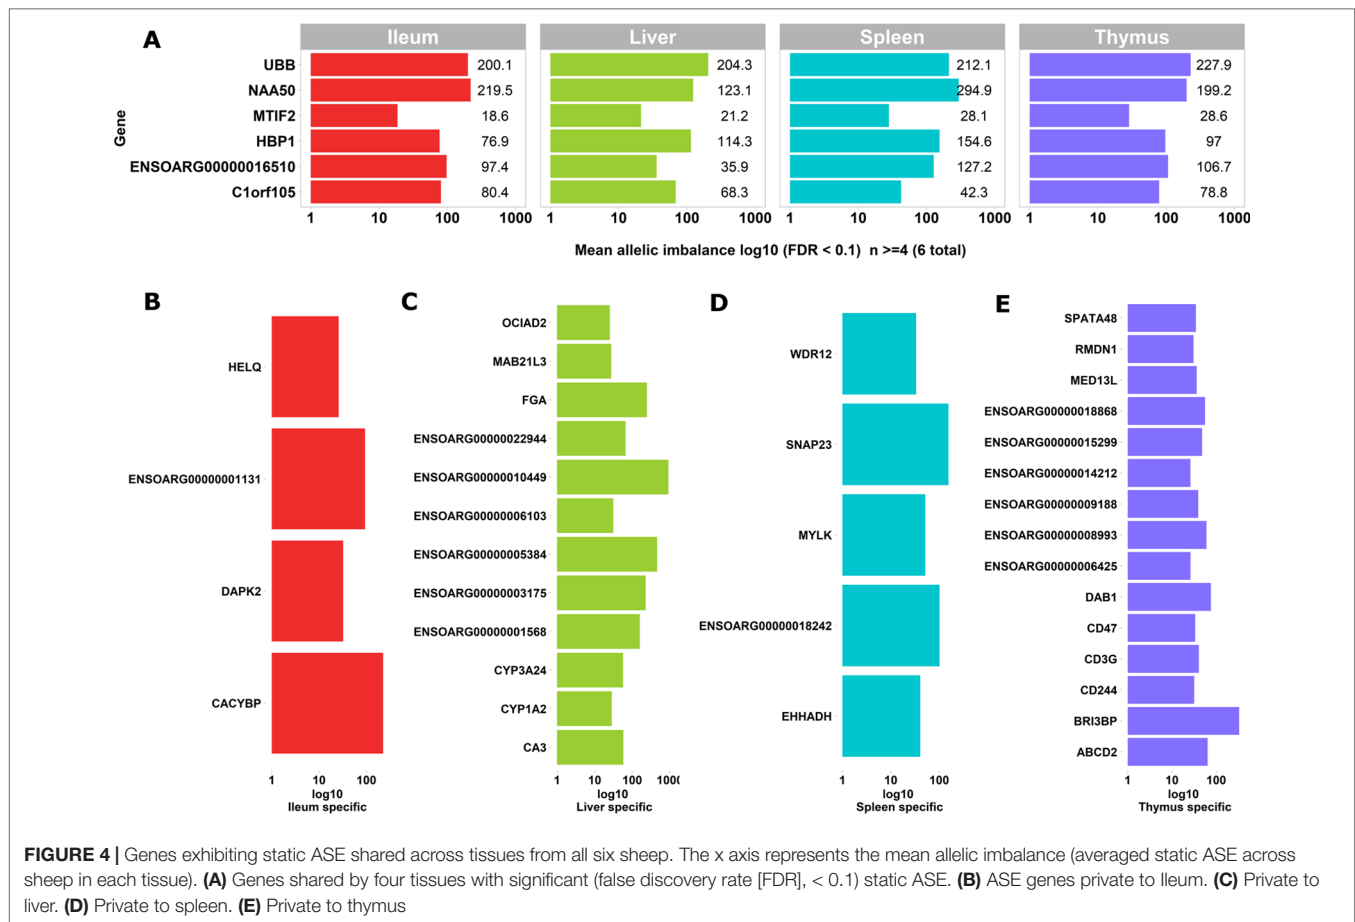 A
Ileum
Liver
Spleen
Thymus
Gene
UBB 200.1 204.3 212.1 227.9
NAA50 219.5 123.1 294.9 199.2
MTIF2 18.6 21.2 28.1 28.6
HBP1 76.9 114.3 154.6 97
ENSOARG00000016510 97.4 35.9 127.2 106.7
C1orf105 80.4 68.3 42.3 78.8
1 10 100 1000 1 10 100 1000 1 10 100 1000 1 10 100 1000
Mean allelic imbalance log10 (FDR < 0.1) n >=4 (6 total)
B
HELQ
ENSOARG00000001131
DAPK2
CACYBP
1 10 100
log10
Ileum specific
C
OCIAD2
MAB21L3
FGA
ENSOARG00000022944
ENSOARG00000010449
ENSOARG00000006103
ENSOARG00000005384
ENSOARG00000003175
ENSOARG00000001568
CYP3A24
CYP1A2
CA3
1 10 100 1000
log10
Liver specific
D
WDR12
SNAP23
MYLK
ENSOARG00000018242
EHHADH
1 10 100
log10
Spleen specific
E
SPATA48
RMDN1
MED13L
ENSOARG00000018868
ENSOARG00000015299
ENSOARG00000014212
ENSOARG00000009188
ENSOARG00000008993
ENSOARG00000006425
DAB1
CD47
CD3G
CD244
BRI3BP
ABCD2
1 10 100
log10
Thymus specific
FIGURE 4 | Genes exhibiting static ASE shared across tissues from all six sheep. The x axis represents the mean allelic imbalance (averaged static ASE across
sheep in each tissue). (A) Genes shared by four tissues with significant (false discovery rate [FDR], < 0.1) static ASE. (B) ASE genes private to Ileum. (C) Private to
liver. (D) Private to spleen. (E) Private to thymus